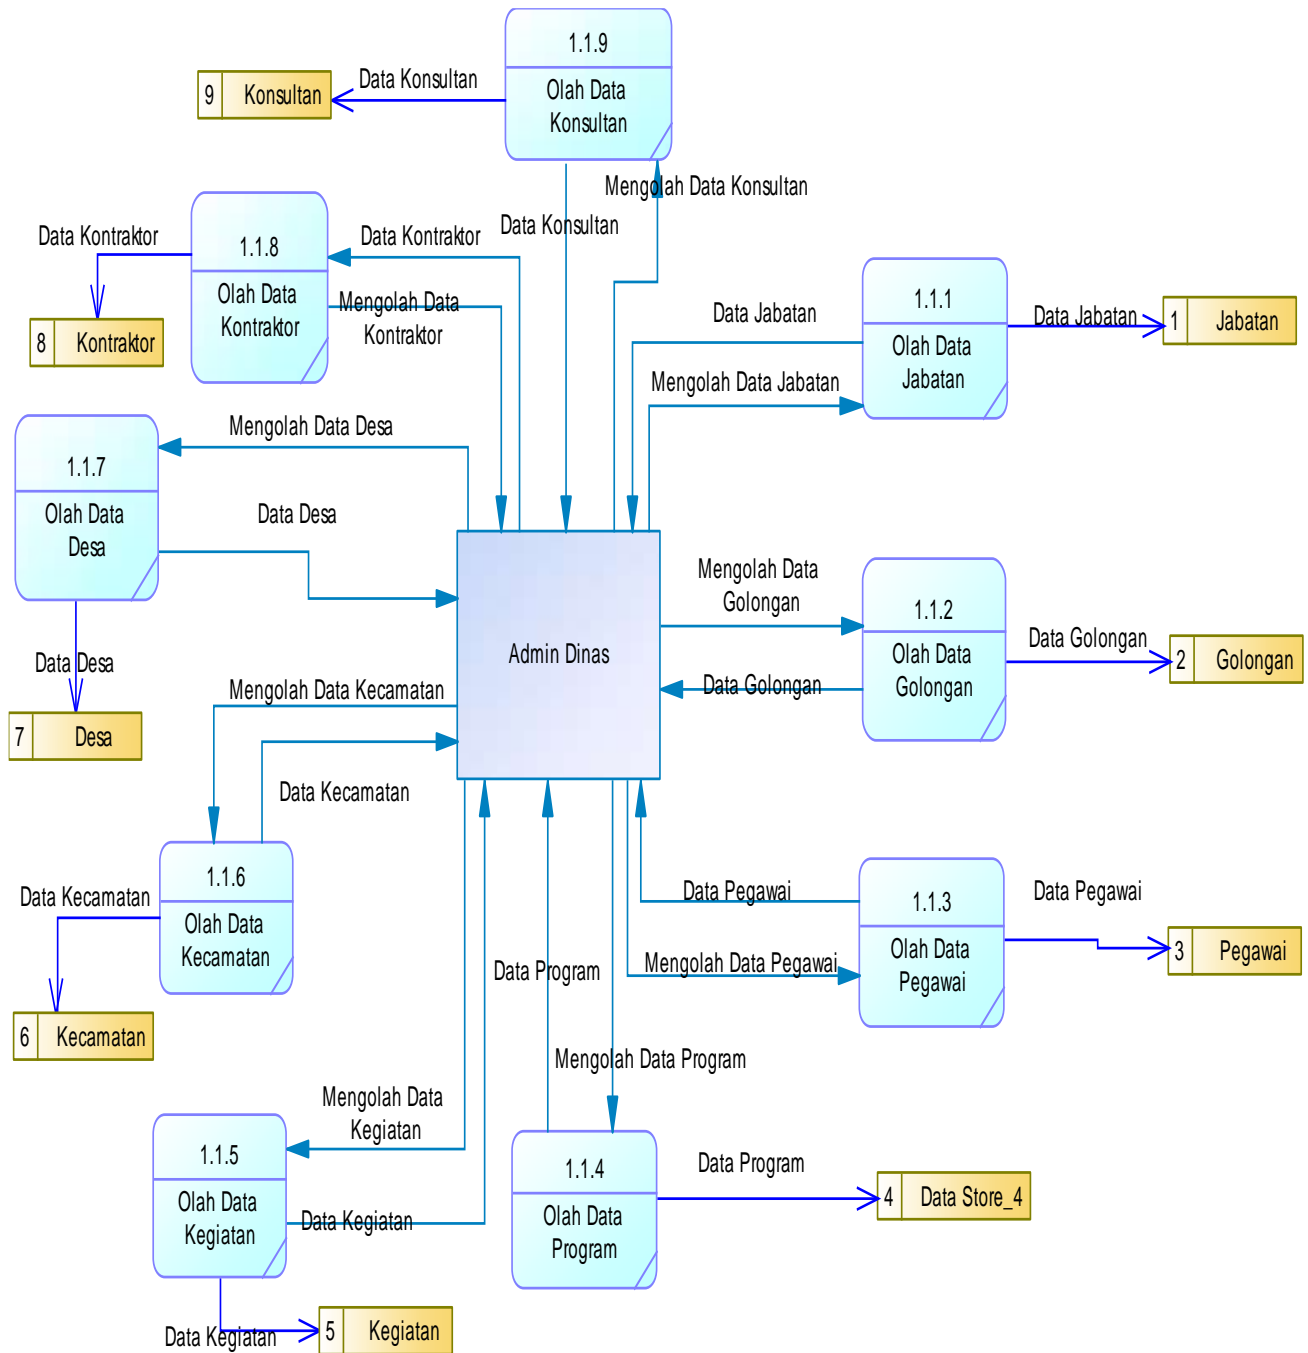 1.1.9
Olah Data
Konsultan
Data Konsultan
9 Konsultan
Mengolah Data Konsultan
Data Konsultan
1.1.8
Olah Data
Kontraktor
Data Kontraktor
8 Kontraktor
Data Kontraktor
Mengolah Data
Kontraktor
1.1.1
Olah Data
Jabatan
Data Jabatan
Mengolah Data Jabatan
Data Jabatan
1 Jabatan
1.1.7
Olah Data
Desa
Mengolah Data Desa
Data Desa
Data Desa
7 Desa
Admin Dinas
Mengolah Data
Golongan
Data Golongan
1.1.2
Olah Data
Golongan
Data Golongan
2 Golongan
Mengolah Data Kecamatan
Data Kecamatan
1.1.6
Olah Data
Kecamatan
Data Kecamatan
6 Kecamatan
Data Pegawai
Mengolah Data Pegawai
1.1.3
Olah Data
Pegawai
Data Pegawai
3 Pegawai
Data Program
Mengolah Data Program
1.1.4
Olah Data
Program
Data Program
4 Data Store_4
Mengolah Data
Kegiatan
1.1.5
Olah Data
Kegiatan
Data Kegiatan
Data Kegiatan
5 Kegiatan